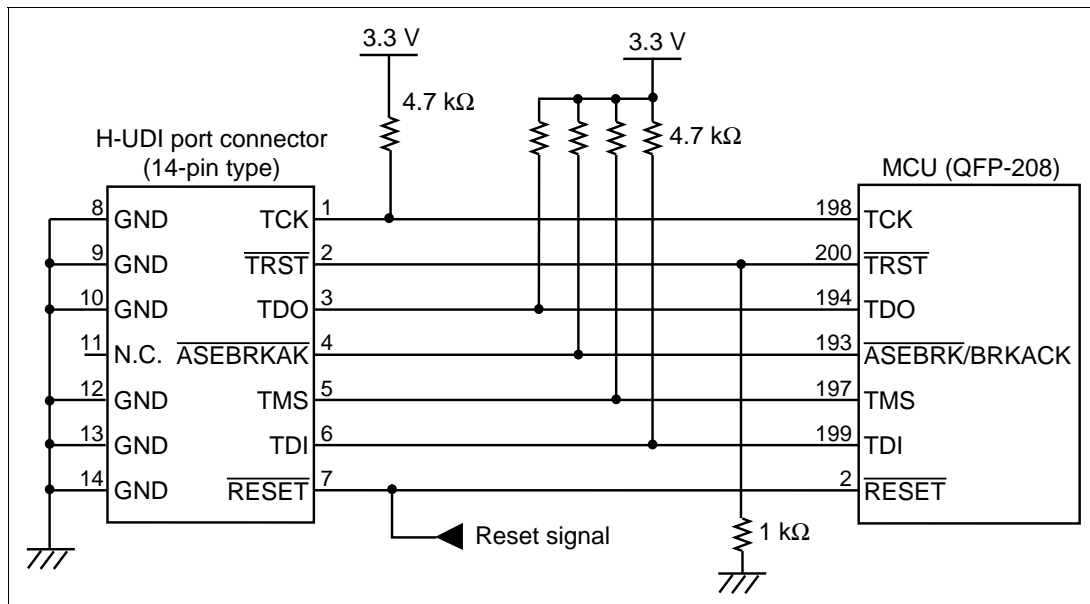 3.3 V
3.3 V
4.7 kΩ
4.7 kΩ
H-UDI port connector
(14-pin type)
MCU (QFP-208)
8 GND TCK 1 198 TCK
9 GND TRST 2 200 TRST
10 GND TDO 3 194 TDO
11 N.C. ASEBRKAK 4 193 ASEBRK/BRKACK
12 GND TMS 5 197 TMS
13 GND TDI 6 199 TDI
14 GND RESET 7 2 RESET
Reset signal
1 kΩ